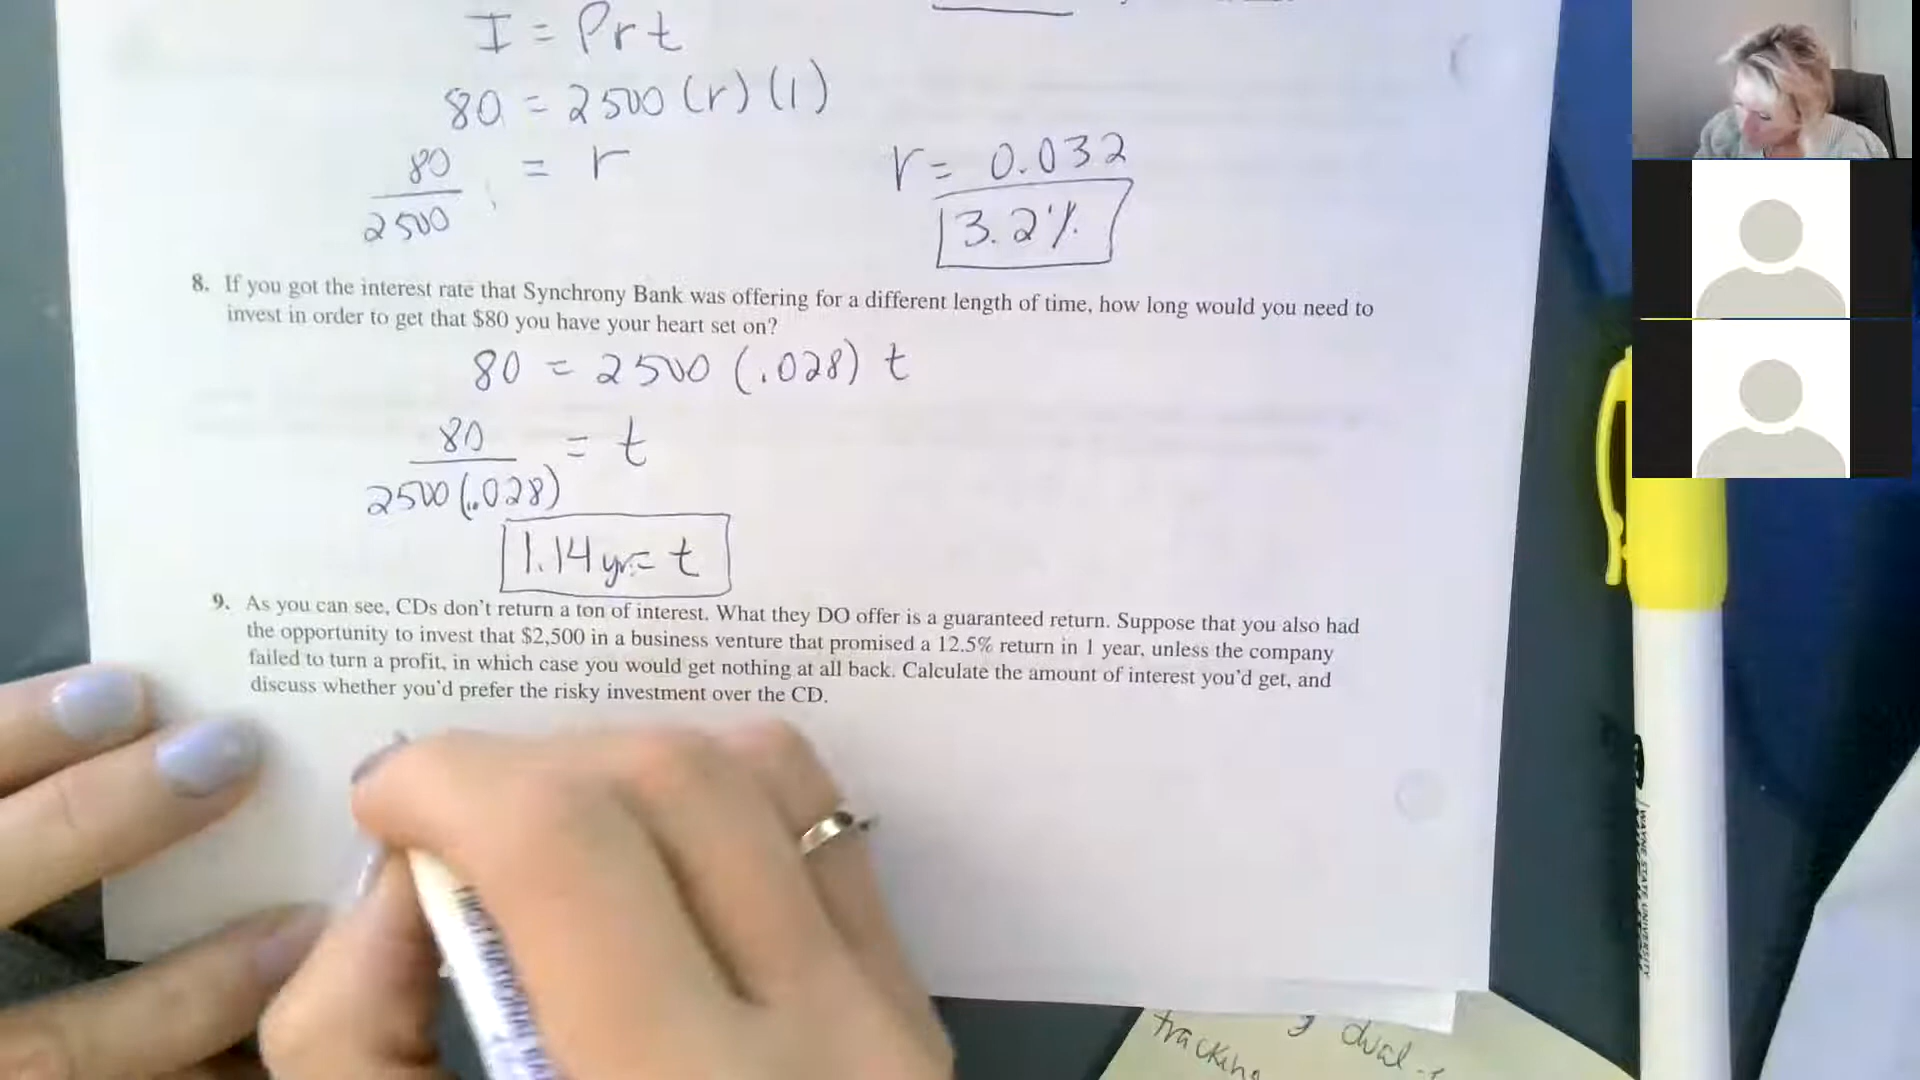 I = Prt
80 = 2500 (r) (1)
80 = r
2500
r = 0.032
3.2%
8. If you got the interest rate that Synchrony Bank was offering for a different length of time, how long would you need to
invest in order to get that $80 you have your heart set on?
80 = 2500 (.028) t
80 = t
2500 (.028)
1.14 yr = t
9. As you can see, CDs don't return a ton of interest. What they DO offer is a guaranteed return. Suppose that you also had
the opportunity to invest that $2,500 in a business venture that promised a 12.5% return in 1 year, unless the company
failed to turn a profit, in which case you would get nothing at all back. Calculate the amount of interest you'd get, and
discuss whether you'd prefer the risky investment over the CD.
WAYNE STATE UNIVERSITY
NATIONAL
tracking
dual